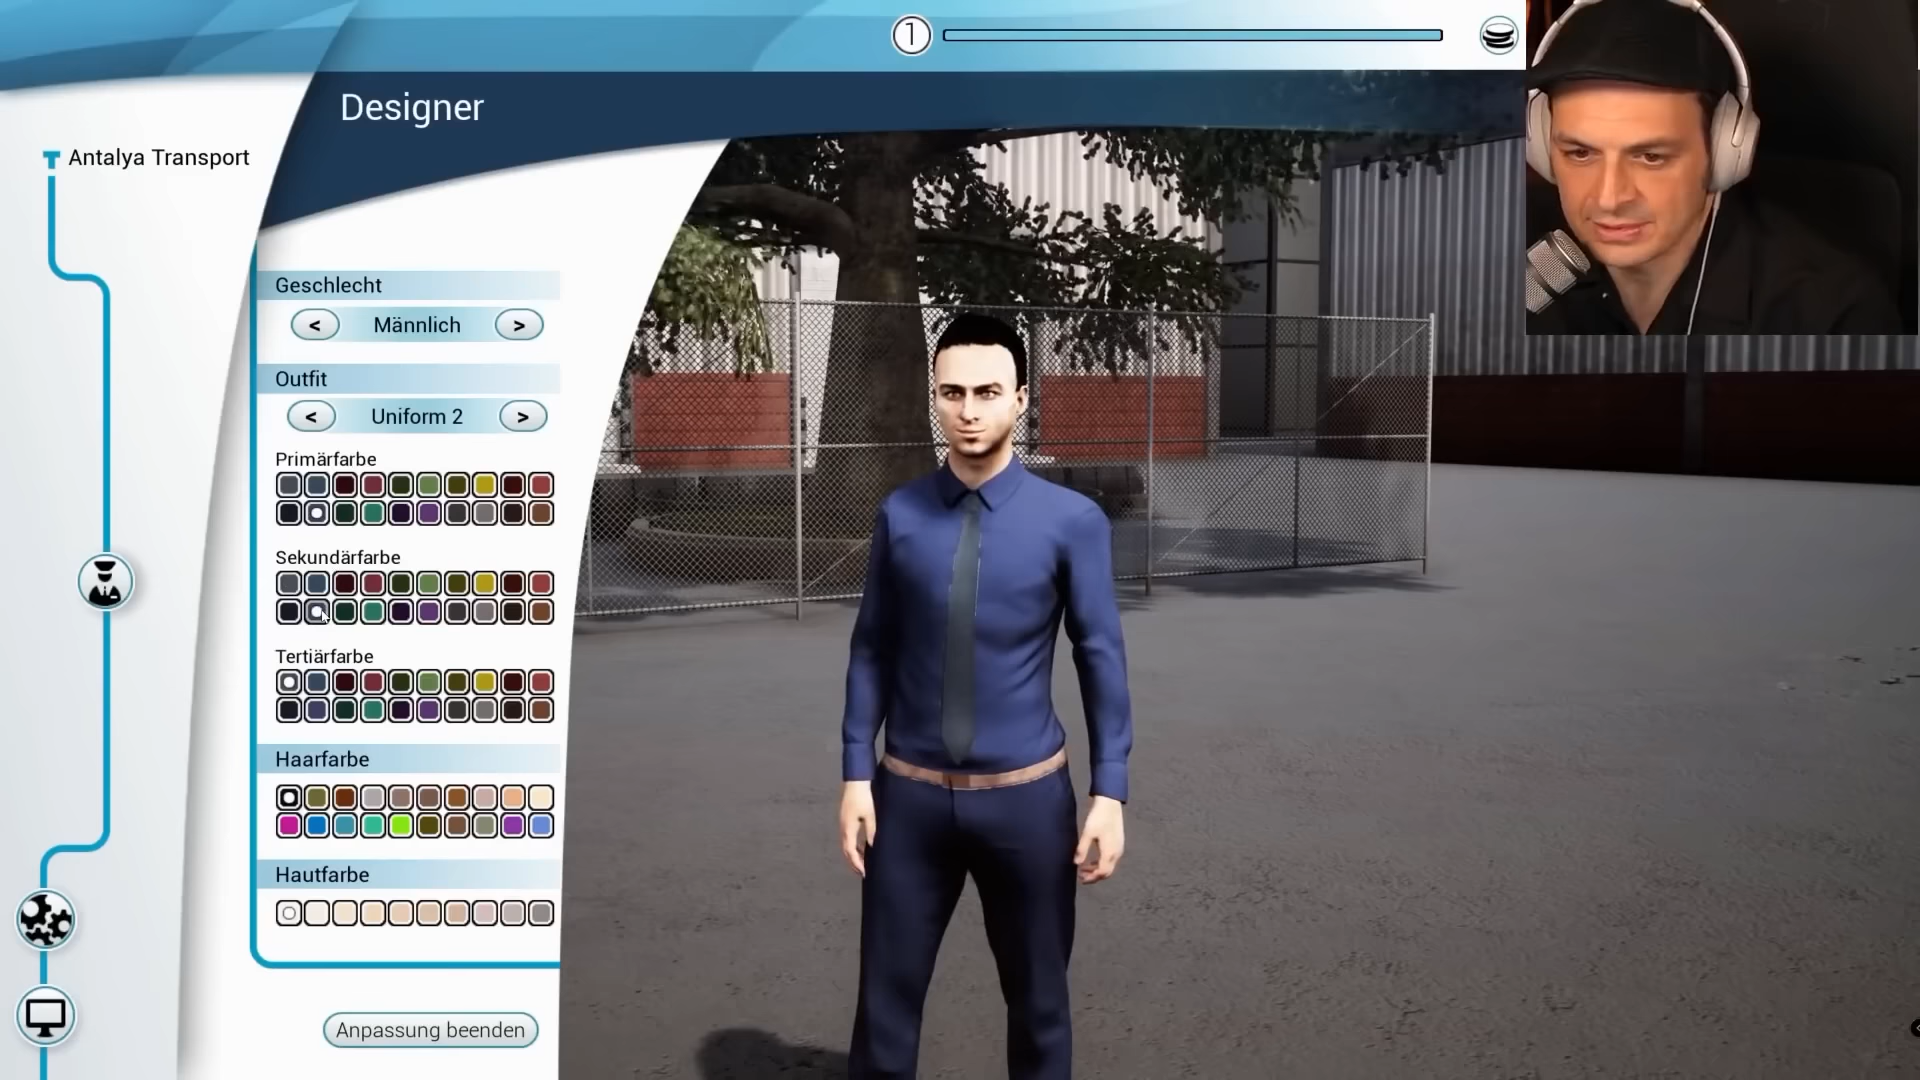 1
Designer
Antalya Transport
Geschlecht
< Männlich >
Outfit
< Uniform 2 >
Primärfarbe
Sekundärfarbe
Tertiärfarbe
Haarfarbe
Hautfarbe
Anpassung beenden